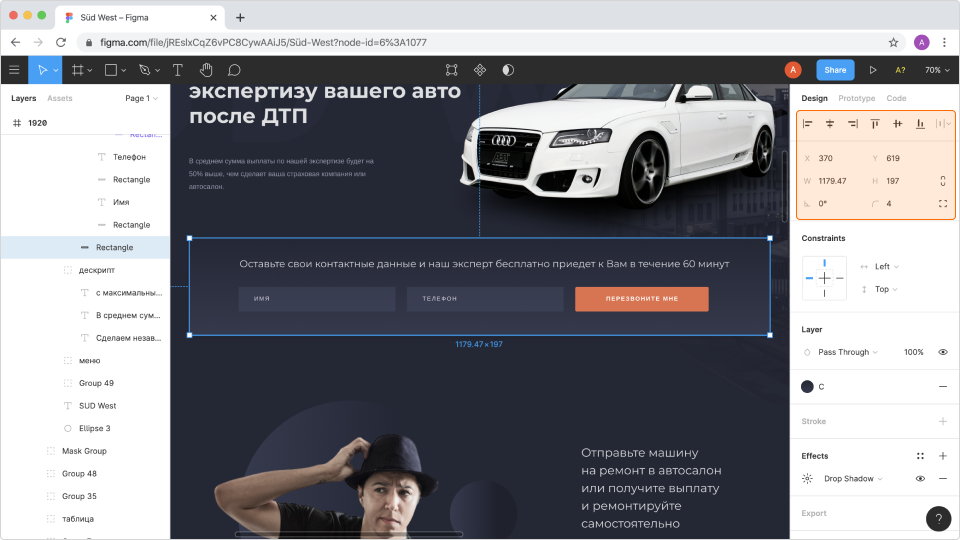 Süd West – Figma
figma.com/file/jREslxCqZ6vPC8CywAAiJ5/Süd-West?node-id=6%3A1077
A
A
Share
A?
70%
Layers
Assets
Page 1
1920
Rectang...
Телефон
Rectangle
Имя
Rectangle
Rectangle
дескрипт
с максимальны...
В среднем сум...
Сделаем незав...
меню
Group 49
SUD West
Ellipse 3
Mask Group
Group 48
Group 35
таблица
экспертизу вашего авто
после ДТП
В среднем сумма выплаты по нашей экспертизе будет на
50% выше, чем сделает ваша страховая компания или
автосалон.
Оставьте свои контактные данные и наш эксперт бесплатно приедет к Вам в течение 60 минут
ИМЯ
ТЕЛЕФОН
ПЕРЕЗВОНИТЕ МНЕ
1179.47 × 197
Отправьте машину
на ремонт в автосалон
или получите выплату
и ремонтируйте
самостоятельно
Design
Prototype
Code
X 370 Y 619
W 1179.47 H 197
0° 4
Constraints
Left
Top
Layer
Pass Through 100%
C
Stroke
Effects
Drop Shadow
Export
?